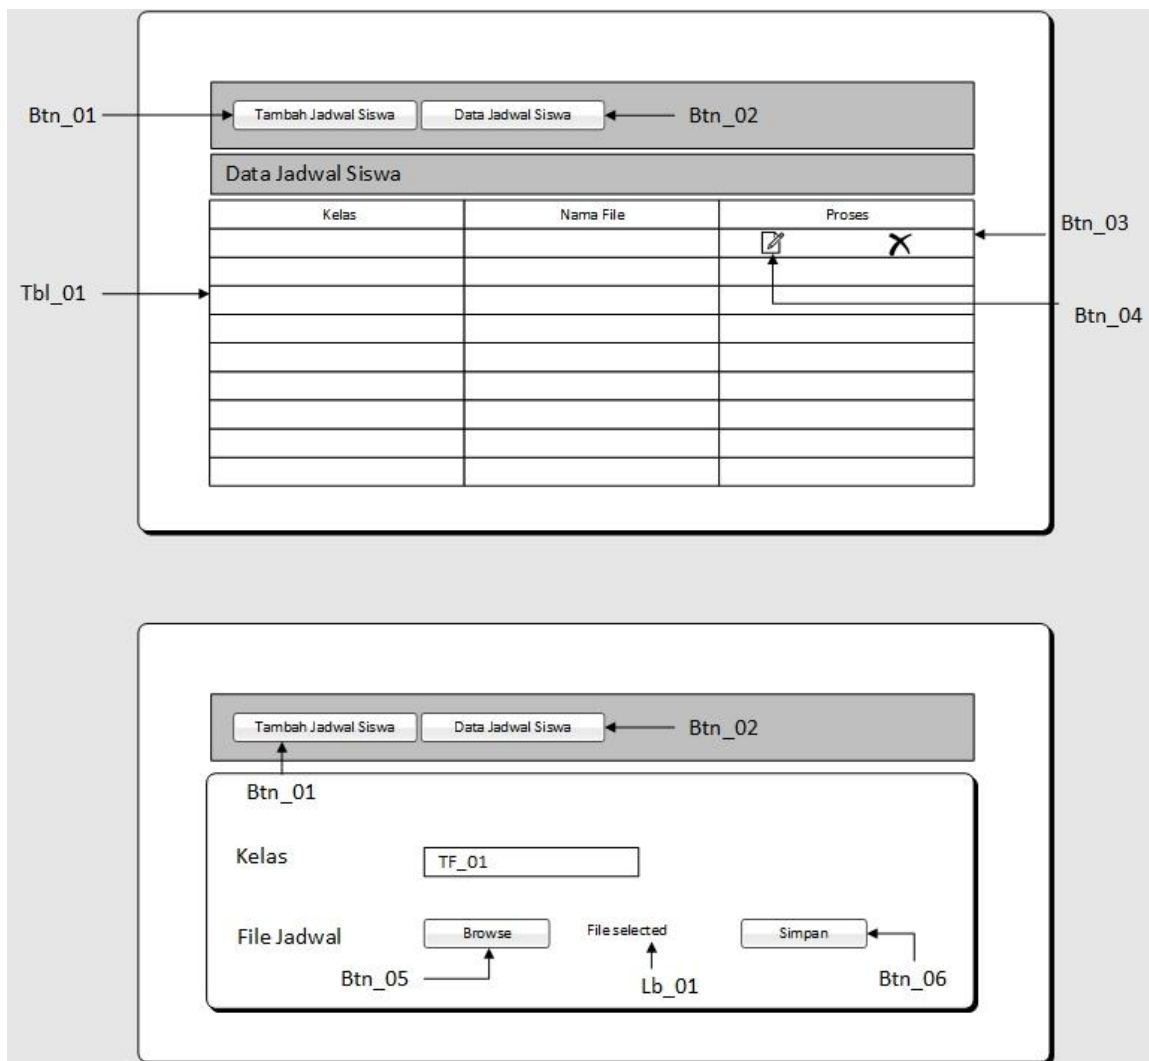 Btn_01
Tambah Jadwal Siswa
Data Jadwal Siswa
Btn_02
Data Jadwal Siswa
Kelas
Nama File
Proses
Btn_03
Tbl_01
Btn_04
Tambah Jadwal Siswa
Data Jadwal Siswa
Btn_02
Btn_01
Kelas
TF_01
File Jadwal
Browse
File selected
Simpan
Btn_05
Lb_01
Btn_06